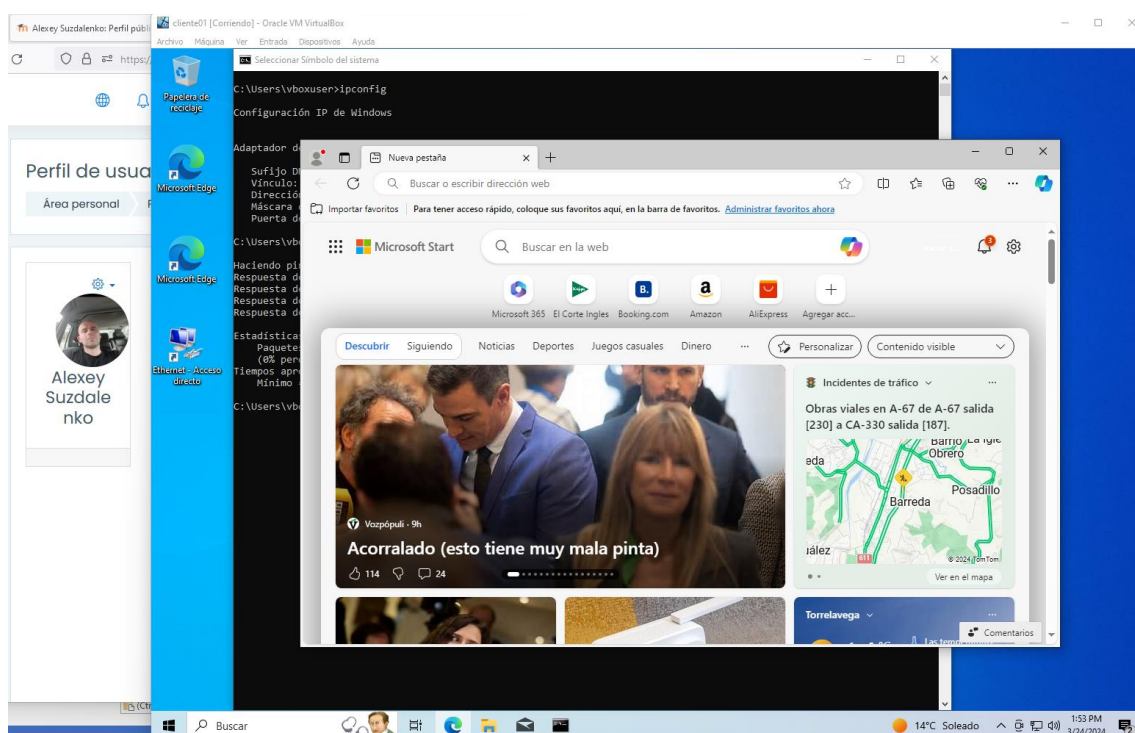 Alexey Suzdalenko: Perfil públi
https:/
Perfil de usua
Área personal
Alexey
Suzdale
nko
(Ctr
cliente01 [Corriendo] - Oracle VM VirtualBox
Archivo Máquina Ver Entrada Dispositivos Ayuda
Papelera de
reciclaje
Microsoft Edge
Microsoft Edge
Ethernet - Acceso
directo
Seleccionar Símbolo del sistema
C:\Users\vboxuser>ipconfig
Configuración IP de Windows
Adaptador d
Sufijo D
Vínculo:
Direcció
Máscara
Puerta d
C:\Users\vb
Haciendo pi
Respuesta d
Respuesta d
Respuesta d
Respuesta d
Estadística
Paquete
(0% per
Tiempos apr
Mínimo
C:\Users\vb
Nueva pestaña
Buscar o escribir dirección web
Importar favoritos Para tener acceso rápido, coloque sus favoritos aquí, en la barra de favoritos. Administrar favoritos ahora
Microsoft Start
Buscar en la web
3
Microsoft 365 El Corte Ingles Booking.com Amazon AliExpress Agregar acc...
Descubrir Siguiendo Noticias Deportes Juegos casuales Dinero ... Personalizar Contenido visible
Vozpópuli · 9h
Acorralado (esto tiene muy mala pinta)
114 24
Incidentes de tráfico
Obras viales en A-67 de A-67 salida
[230] a CA-330 salida [187].
Barrio La Igle
Obrero
eda
Posadillo
Barreda
iález
611
© 2024 TomTom
Ver en el mapa
Torrelavega
Comentarios
Buscar
14°C Soleado
1:53 PM
3/24/2024